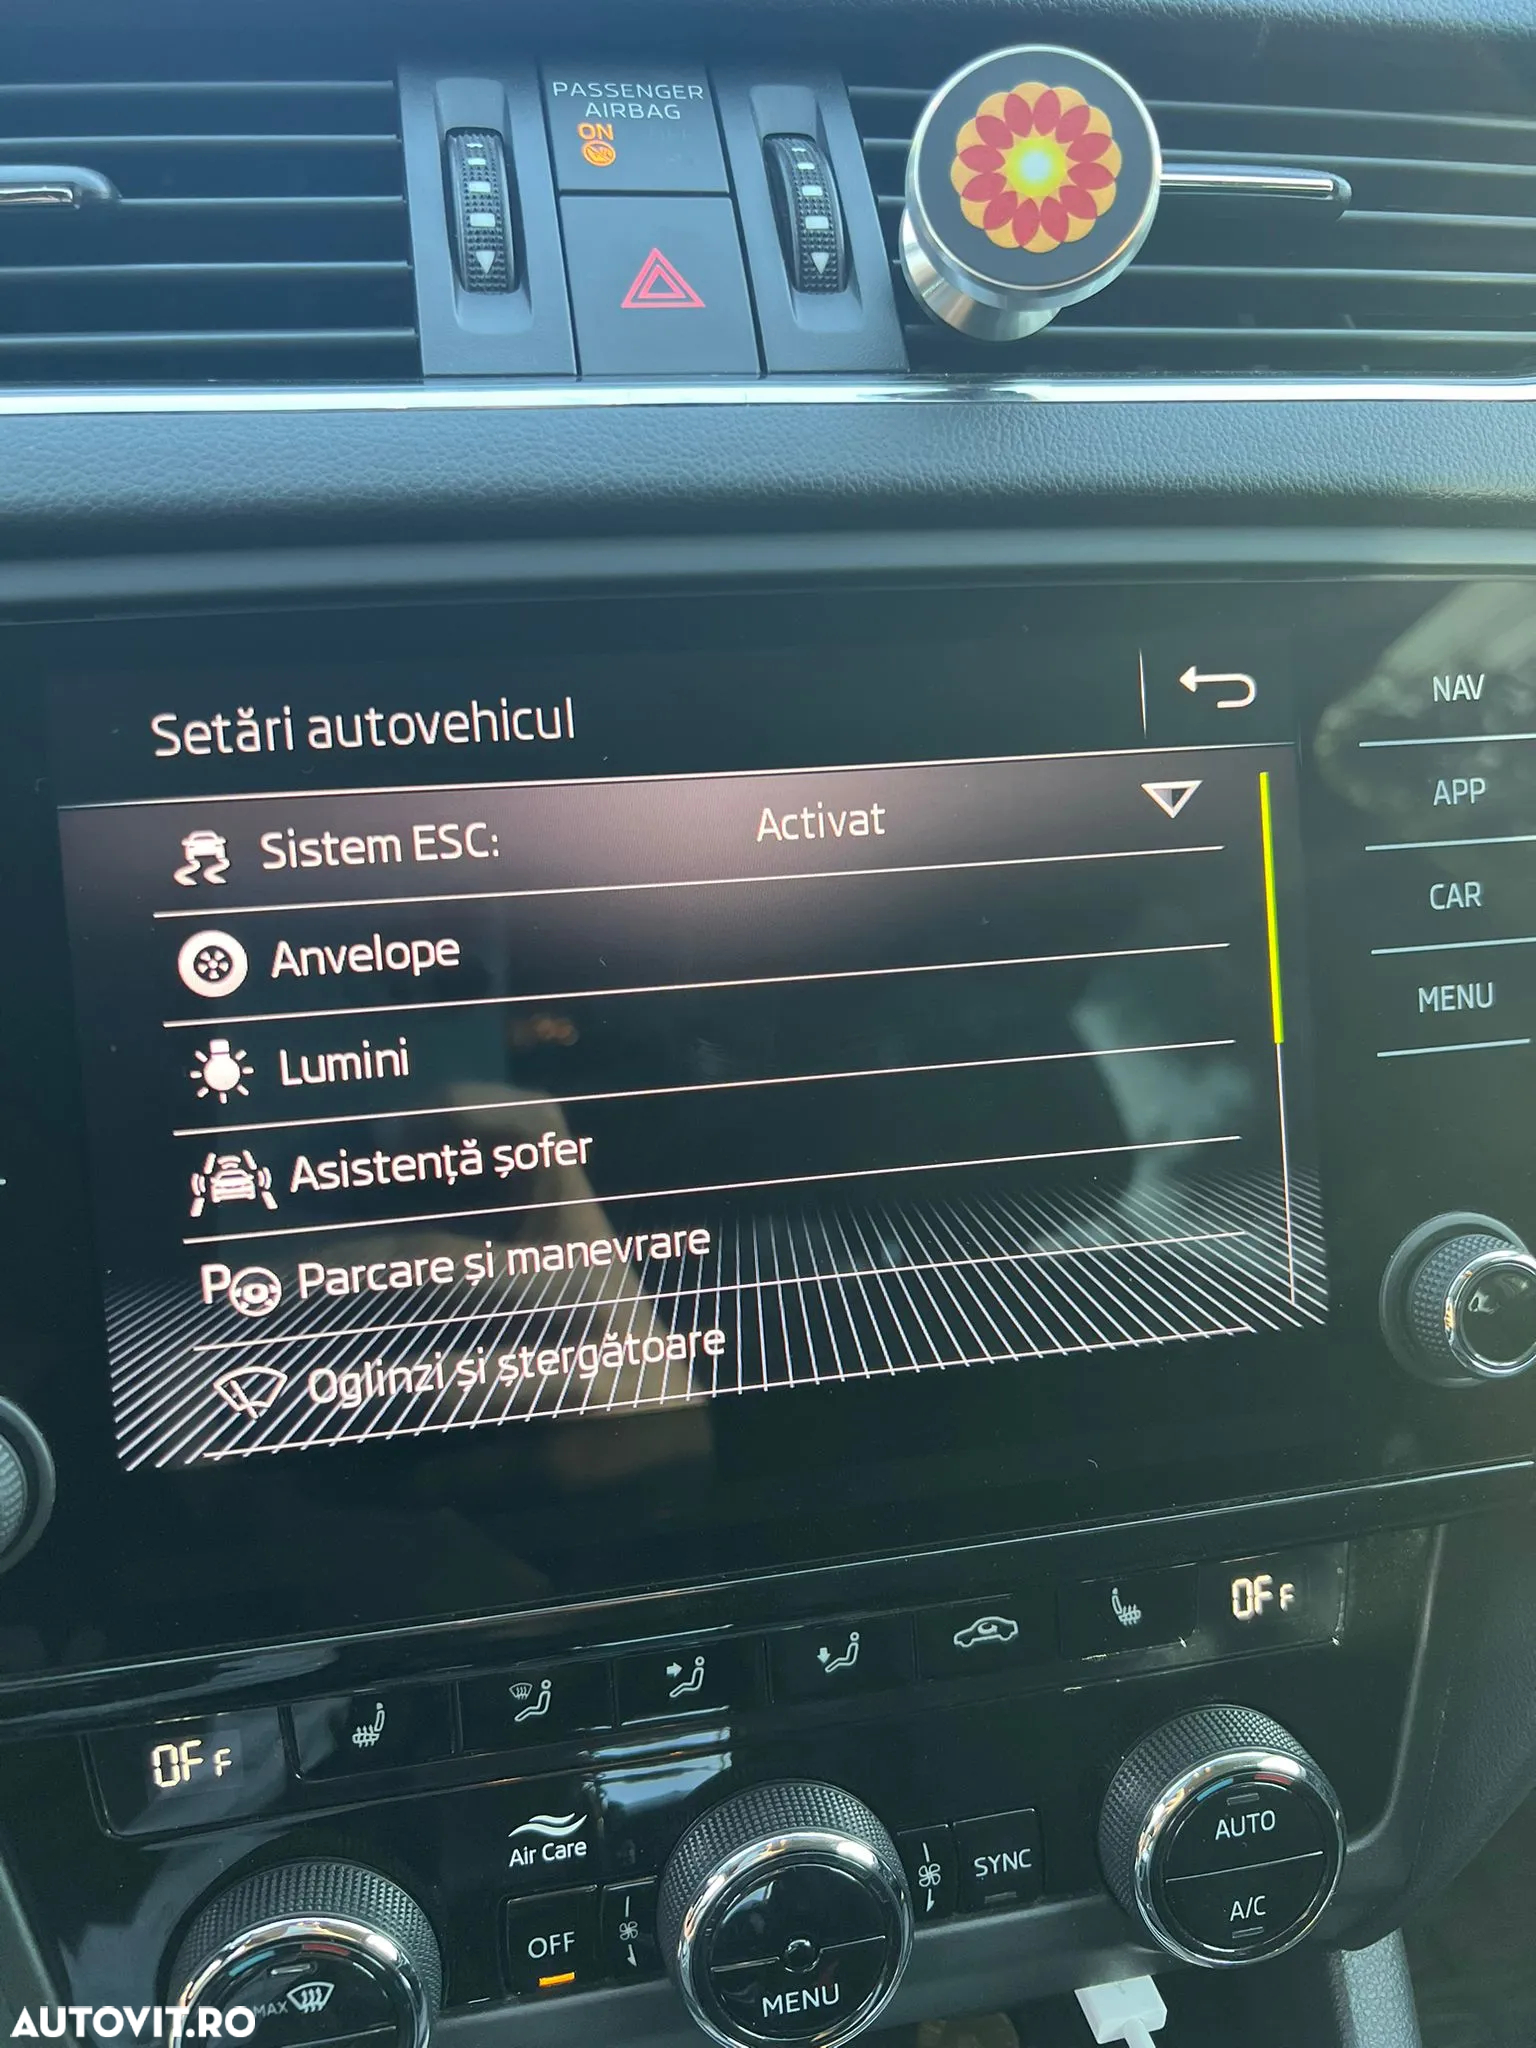 PASSENGER
AIRBAG
ON
Setări autovehicul
NAV
Sistem ESC:
Activat
APP
Anvelope
CAR
Lumini
MENU
Asistență șofer
P
Parcare și manevrare
Oglinzi și ștergătoare
OFF
OFF
Air Care
SYNC
AUTO
A/C
OFF
MENU
MAX
AUTOVIT.RO